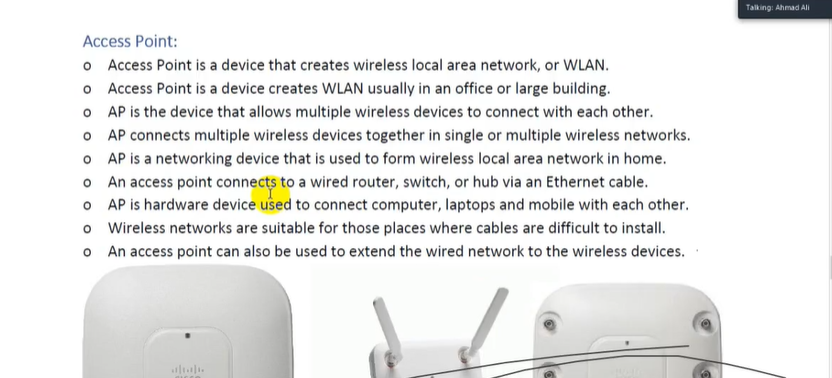 Talking: Ahmad Ali
Access Point:
o Access Point is a device that creates wireless local area network, or WLAN.
o Access Point is a device creates WLAN usually in an office or large building.
o AP is the device that allows multiple wireless devices to connect with each other.
o AP connects multiple wireless devices together in single or multiple wireless networks.
o AP is a networking device that is used to form wireless local area network in home.
o An access point connects to a wired router, switch, or hub via an Ethernet cable.
o AP is hardware device used to connect computer, laptops and mobile with each other.
o Wireless networks are suitable for those places where cables are difficult to install.
o An access point can also be used to extend the wired network to the wireless devices.